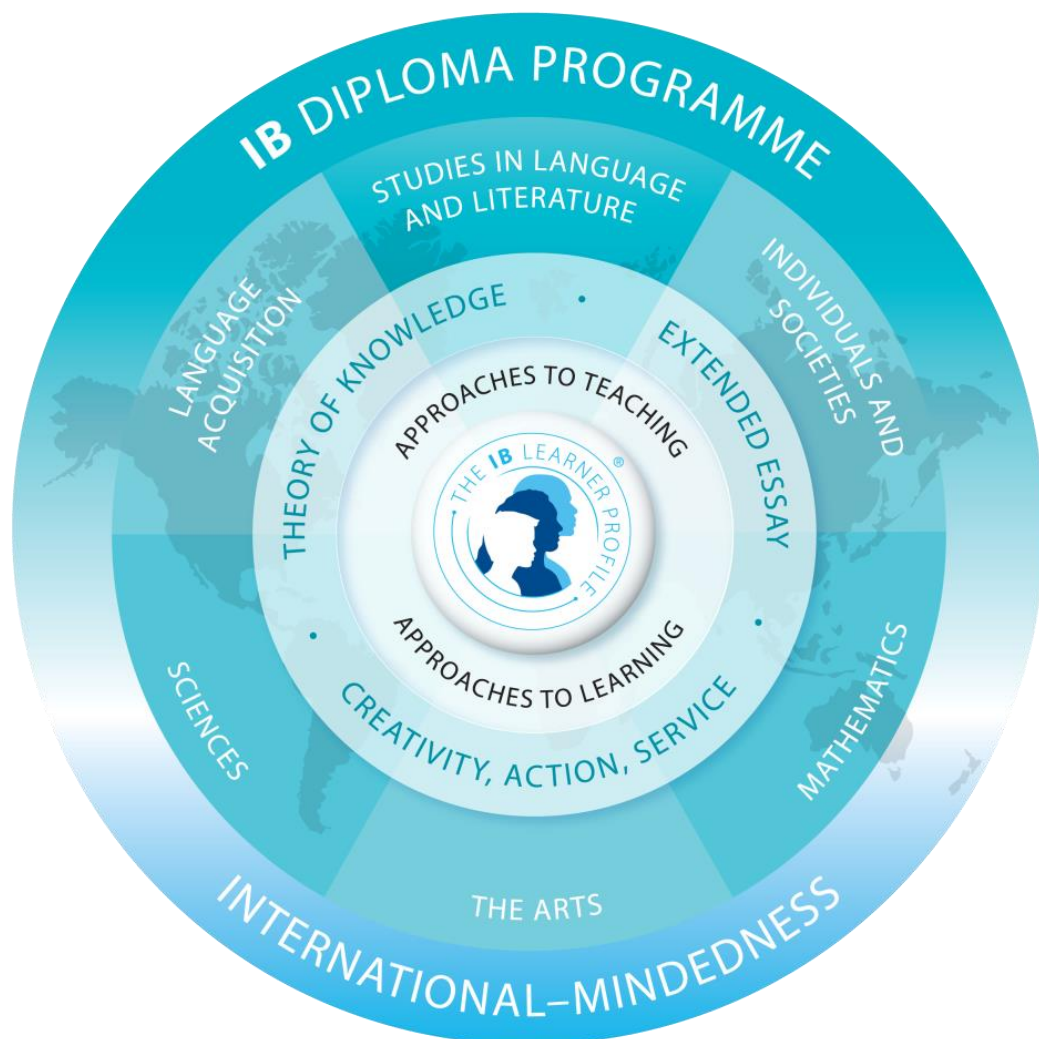 IB DIPLOMA PROGRAMME
STUDIES IN LANGUAGE
AND LITERATURE
LANGUAGE
ACQUISITION
INDIVIDUALS AND
SOCIETIES
THEORY OF KNOWLEDGE
EXTENDED ESSAY
APPROACHES TO TEACHING
THE IB LEARNER PROFILE ®
APPROACHES TO LEARNING
CREATIVITY, ACTION, SERVICE
SCIENCES
MATHEMATICS
THE ARTS
INTERNATIONAL–MINDEDNESS